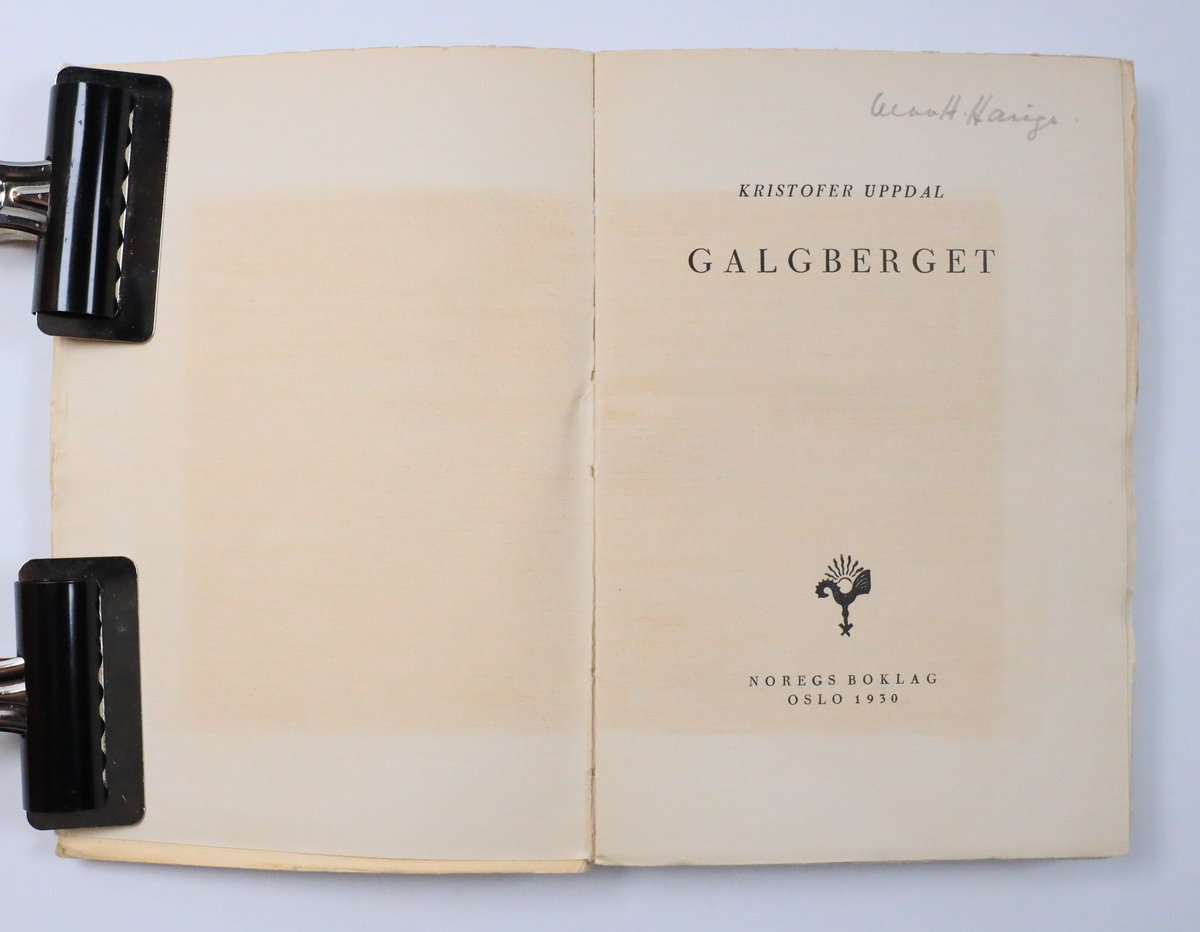 KRISTOFER UPPDAL
GALGBERGET
NOREGS BOKLAG
OSLO 1930